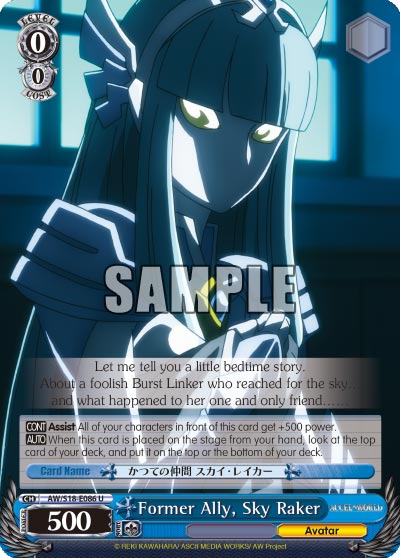 LEVEL
0
0
COST
SAMPLE
Let me tell you a little bedtime story.
About a foolish Burst Linker who reached for the sky…
and what happened to her one and only friend……
CONT Assist All of your characters in front of this card get +500 power.
AUTO When this card is placed on the stage from your hand, look at the top
card of your deck, and put it on the top or the bottom of your deck.
Card Name かつての仲間 スカイ・レイカー
CH AW/S18-E086 U
Former Ally, Sky Raker
ACCEL*WORLD
POWER
500
SOUL
Avatar
© REKI KAWAHARA/ ASCII MEDIA WORKS/ AW Project